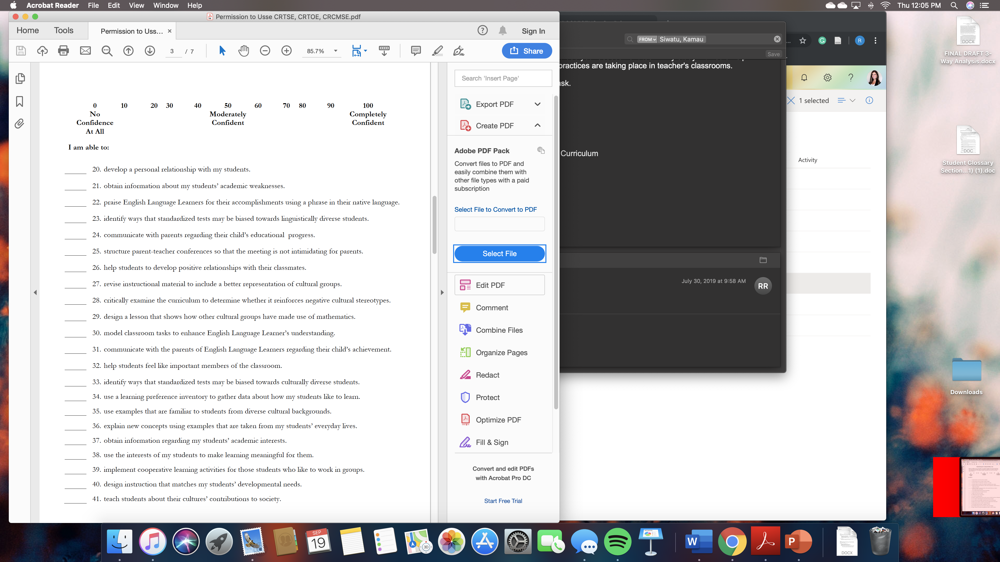 Acrobat Reader File Edit View Window Help
Thu 12:05 PM
Permission to Usse CRTSE, CRTOE, CRCMSE.pdf
Home Tools Permission to Uss... × Sign In
3 / 7 85.7% Share
0 10 20 30 40 50 60 70 80 90 100
No Moderately Completely
Confidence Confident Confident
At All
I am able to:
20. develop a personal relationship with my students.
21. obtain information about my students’ academic weaknesses.
22. praise English Language Learners for their accomplishments using a phrase in their native language.
23. identify ways that standardized tests may be biased towards linguistically diverse students.
24. communicate with parents regarding their child’s educational progress.
25. structure parent-teacher conferences so that the meeting is not intimidating for parents.
26. help students to develop positive relationships with their classmates.
27. revise instructional material to include a better representation of cultural groups.
28. critically examine the curriculum to determine whether it reinforces negative cultural stereotypes.
29. design a lesson that shows how other cultural groups have made use of mathematics.
30. model classroom tasks to enhance English Language Learner’s understanding.
31. communicate with the parents of English Language Learners regarding their child’s achievement.
32. help students feel like important members of the classroom.
33. identify ways that standardized tests may be biased towards culturally diverse students.
34. use a learning preference inventory to gather data about how my students like to learn.
35. use examples that are familiar to students from diverse cultural backgrounds.
36. explain new concepts using examples that are taken from my students’ everyday lives.
37. obtain information regarding my students’ academic interests.
38. use the interests of my students to make learning meaningful for them.
39. implement cooperative learning activities for those students who like to work in groups.
40. design instruction that matches my students’ developmental needs.
41. teach students about their cultures’ contributions to society.
Search 'Insert Page'
Export PDF
Create PDF
Adobe PDF Pack
Convert files to PDF and
easily combine them with
other file types with a paid
subscription
Select File to Convert to PDF
Select File
Edit PDF
Comment
Combine Files
Organize Pages
Redact
Protect
Optimize PDF
Fill & Sign
Convert and edit PDFs
with Acrobat Pro DC
Start Free Trial
FROM Siwatu, Kamau
Save
practices are taking place in teacher's classrooms.
ask.
Curriculum
July 30, 2019 at 9:58 AM RR
R
1 selected
Activity
DOCX
FINAL DRAFT 3-
Way Analysis.docx
DOC
Student Glossary
Section...1) (1).doc
Downloads
SEP
19
3D
W
P
DOCX